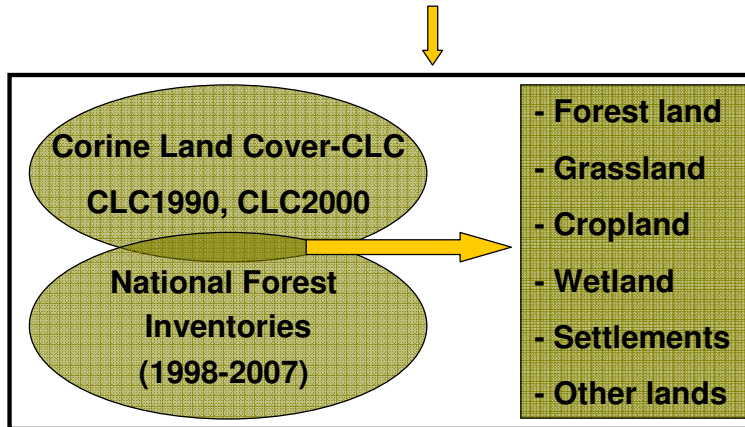 Corine Land Cover-CLC
CLC1990, CLC2000
National Forest
Inventories
(1998-2007)
- Forest land
- Grassland
- Cropland
- Wetland
- Settlements
- Other lands